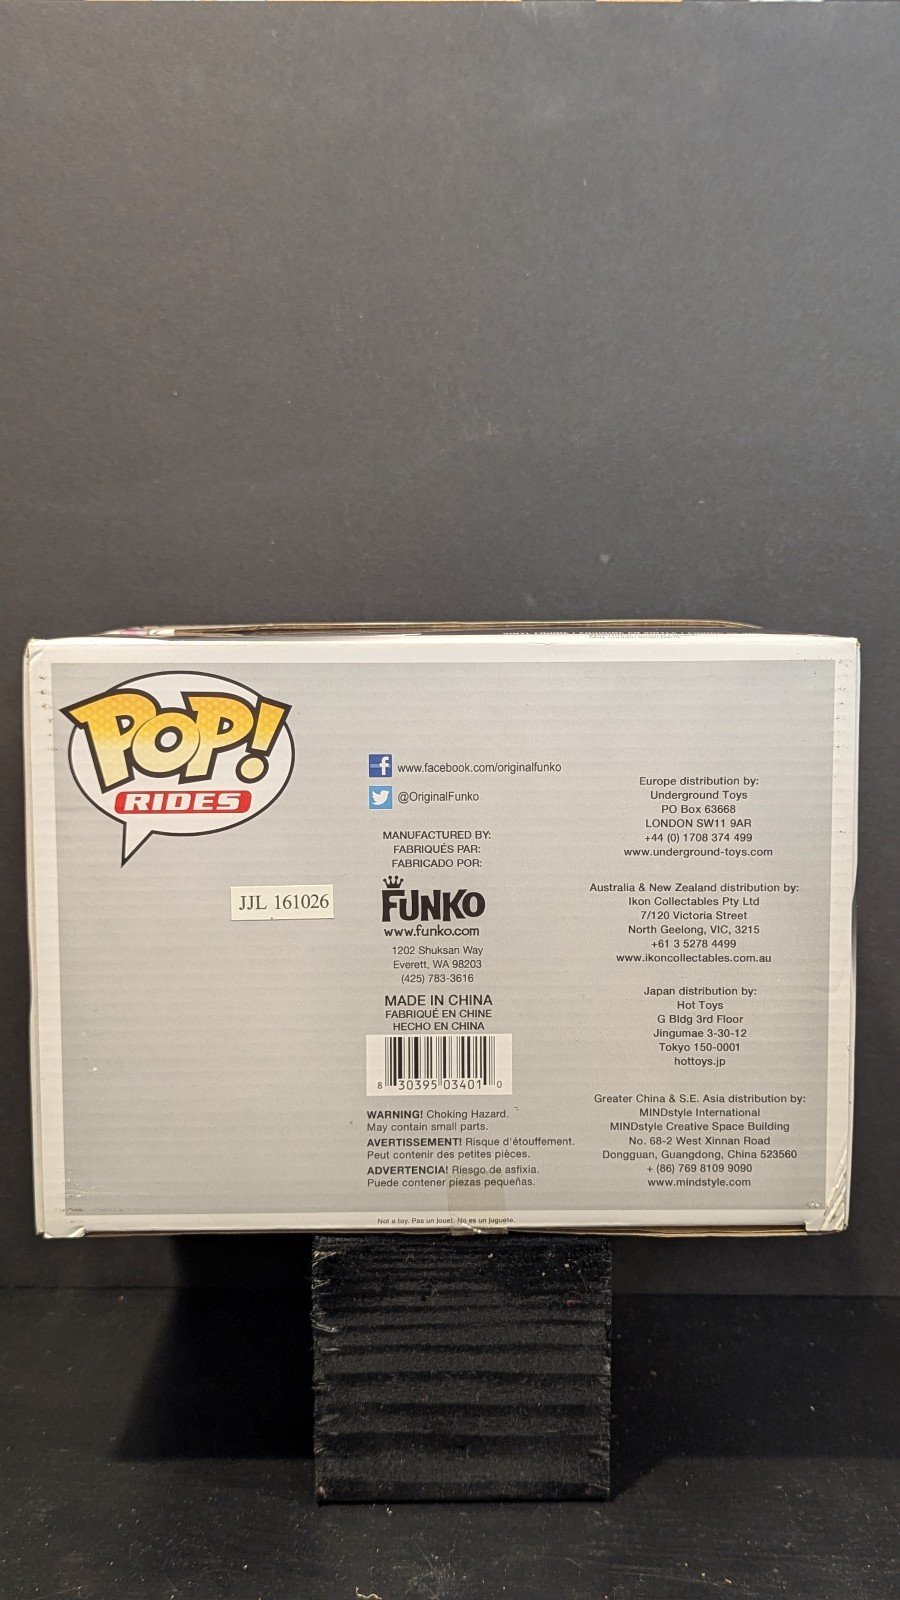 POP!
RIDES
JJL 161026
www.facebook.com/originalfunko
@OriginalFunko
MANUFACTURED BY:
FABRIQUÉS PAR:
FABRICADO POR:
FUNKO
www.funko.com
1202 Shuksan Way
Everett, WA 98203
(425) 783-3616
MADE IN CHINA
FABRIQUÉ EN CHINE
HECHO EN CHINA
8 30395 03401 0
WARNING! Choking Hazard.
May contain small parts.
AVERTISSEMENT! Risque d'étouffement.
Peut contenir des petites pièces.
ADVERTENCIA! Riesgo de asfixia.
Puede contener piezas pequeñas.
Not a toy. Pas un jouet. No es un juguete.
Europe distribution by:
Underground Toys
PO Box 63668
LONDON SW11 9AR
+44 (0) 1708 374 499
www.underground-toys.com
Australia & New Zealand distribution by:
Ikon Collectables Pty Ltd
7/120 Victoria Street
North Geelong, VIC, 3215
+61 3 5278 4499
www.ikoncollectables.com.au
Japan distribution by:
Hot Toys
G Bldg 3rd Floor
Jingumae 3-30-12
Tokyo 150-0001
hottoys.jp
Greater China & S.E. Asia distribution by:
MINDstyle International
MINDstyle Creative Space Building
No. 68-2 West Xinnan Road
Dongguan, Guangdong, China 523560
+ (86) 769 8109 9090
www.mindstyle.com